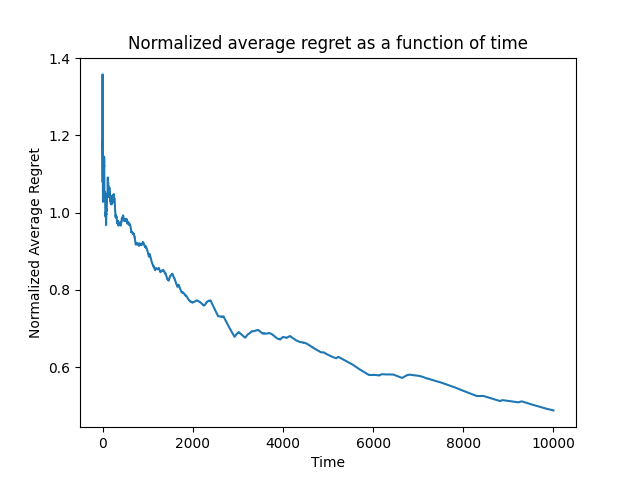 Normalized average regret as a function of time
Normalized Average Regret
1.4
1.2
1.0
0.8
0.6
0 2000 4000 6000 8000 10000
Time